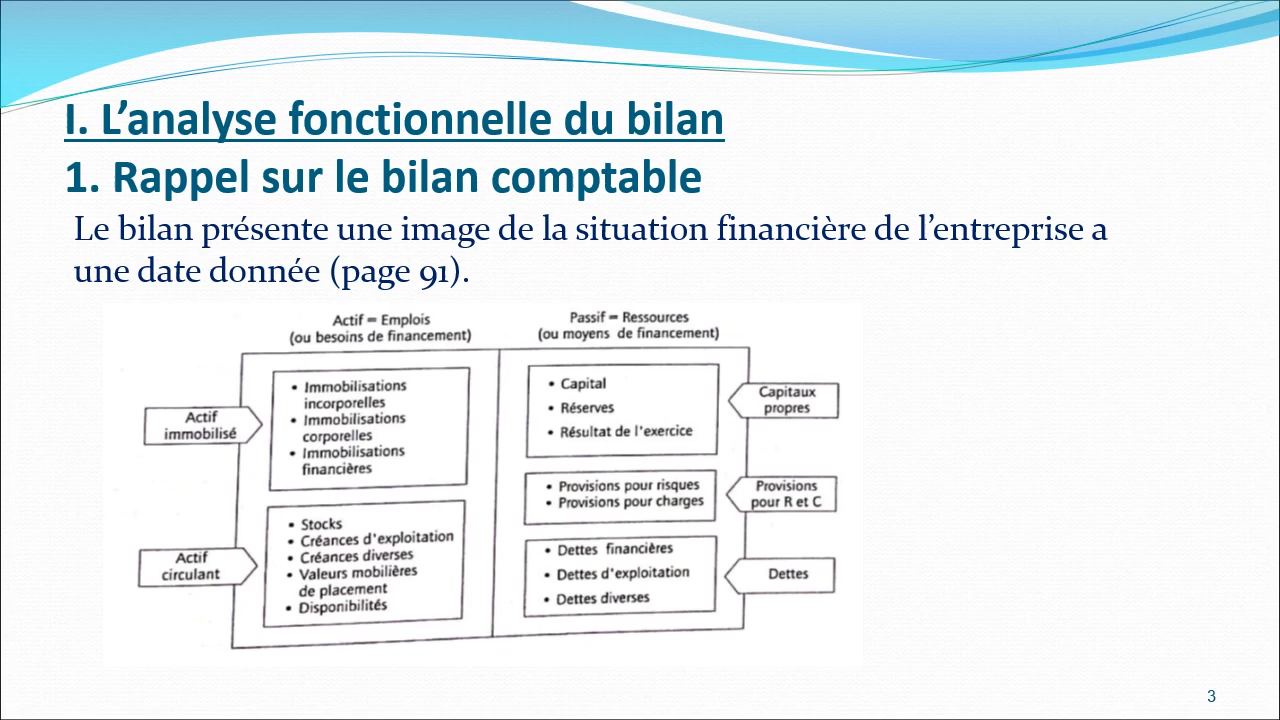 I. L’analyse fonctionnelle du bilan
1. Rappel sur le bilan comptable
Le bilan présente une image de la situation financière de l’entreprise a
une date donnée (page 91).
Actif = Emplois
(ou besoins de financement)
Passif = Ressources
(ou moyens de financement)
Actif
immobilisé
• Immobilisations
incorporelles
• Immobilisations
corporelles
• Immobilisations
financières
Actif
circulant
• Stocks
• Créances d'exploitation
• Créances diverses
• Valeurs mobilières
de placement
• Disponibilités
• Capital
• Réserves
• Résultat de l'exercice
Capitaux
propres
• Provisions pour risques
• Provisions pour charges
Provisions
pour R et C
• Dettes financières
• Dettes d'exploitation
• Dettes diverses
Dettes
3